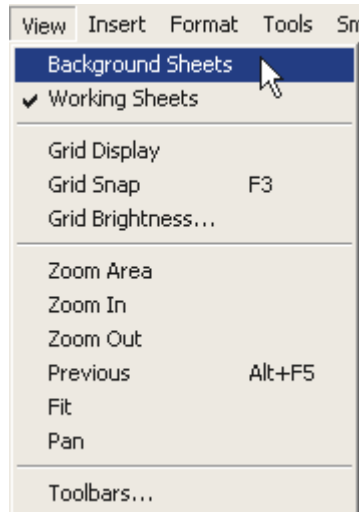 View Insert Format Tools Sm
Background Sheets
✔ Working Sheets
Grid Display
Grid Snap F3
Grid Brightness...
Zoom Area
Zoom In
Zoom Out
Previous Alt+F5
Fit
Pan
Toolbars...